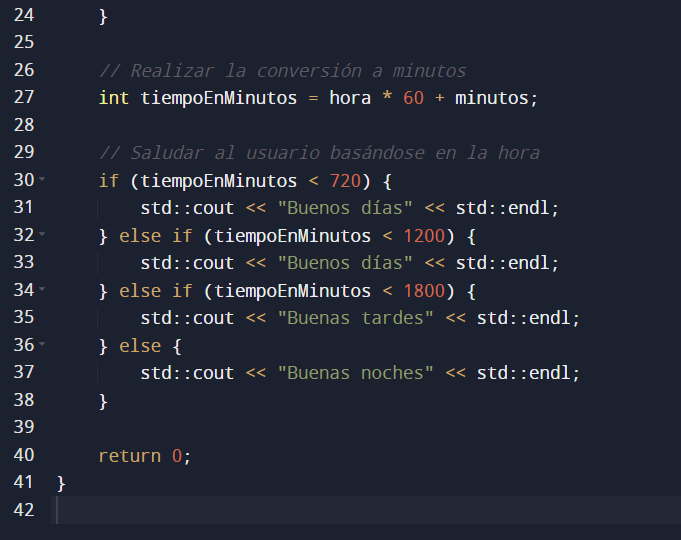 24     }
25
26     // Realizar la conversión a minutos
27     int tiempoEnMinutos = hora * 60 + minutos;
28
29     // Saludar al usuario basándose en la hora
30     if (tiempoEnMinutos < 720) {
31         std::cout << "Buenos días" << std::endl;
32     } else if (tiempoEnMinutos < 1200) {
33         std::cout << "Buenos días" << std::endl;
34     } else if (tiempoEnMinutos < 1800) {
35         std::cout << "Buenas tardes" << std::endl;
36     } else {
37         std::cout << "Buenas noches" << std::endl;
38     }
39
40     return 0;
41 }
42